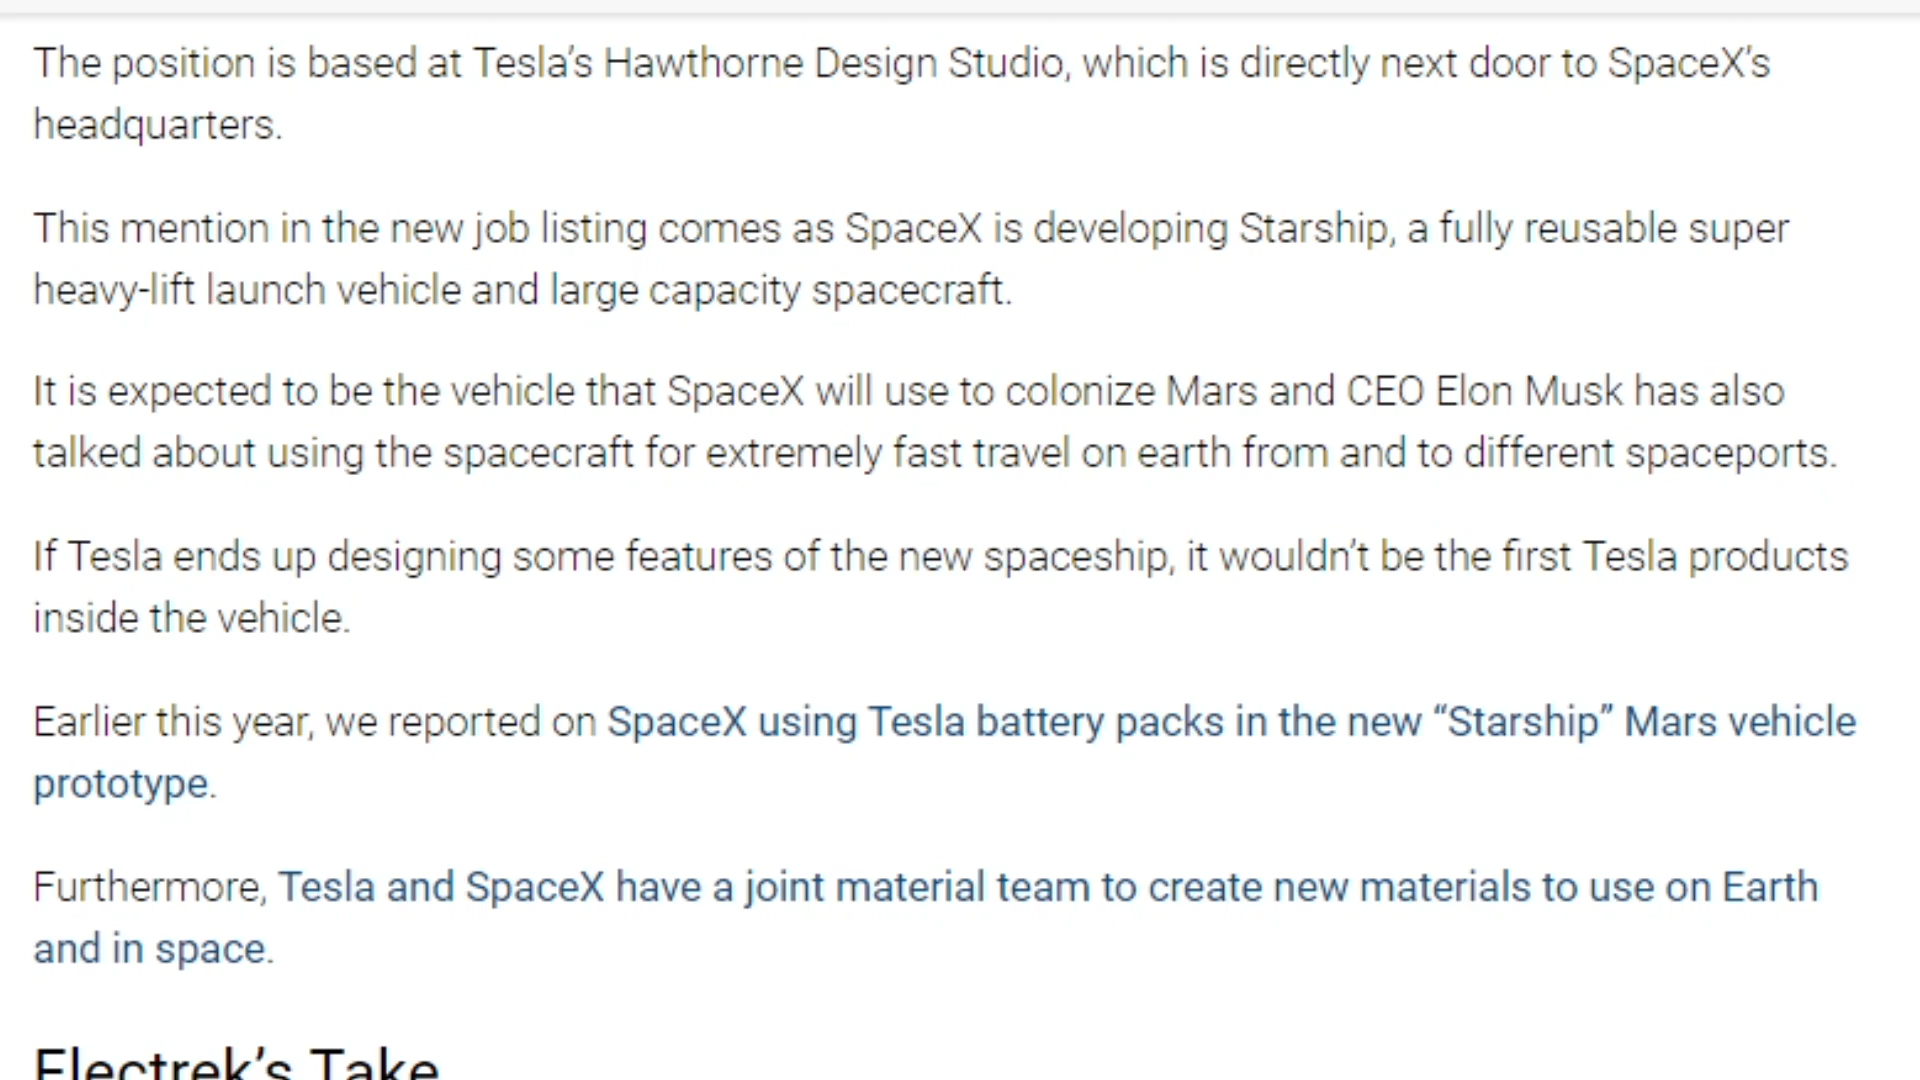 The position is based at Tesla’s Hawthorne Design Studio, which is directly next door to SpaceX’s
headquarters.
This mention in the new job listing comes as SpaceX is developing Starship, a fully reusable super
heavy-lift launch vehicle and large capacity spacecraft.
It is expected to be the vehicle that SpaceX will use to colonize Mars and CEO Elon Musk has also
talked about using the spacecraft for extremely fast travel on earth from and to different spaceports.
If Tesla ends up designing some features of the new spaceship, it wouldn’t be the first Tesla products
inside the vehicle.
Earlier this year, we reported on SpaceX using Tesla battery packs in the new “Starship” Mars vehicle
prototype.
Furthermore, Tesla and SpaceX have a joint material team to create new materials to use on Earth
and in space.
Electrek’s Take